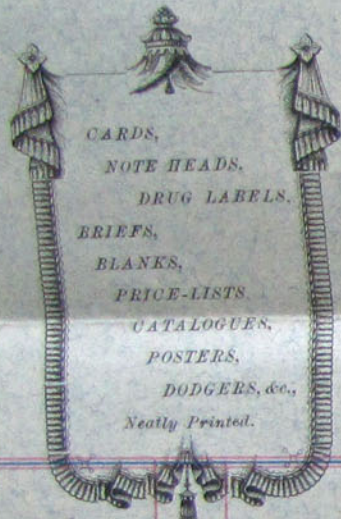 CARDS,
NOTE HEADS,
DRUG LABELS,
BRIEFS,
BLANKS,
PRICE-LISTS
CATALOGUES,
POSTERS,
DODGERS, &c.,
Neatly Printed.